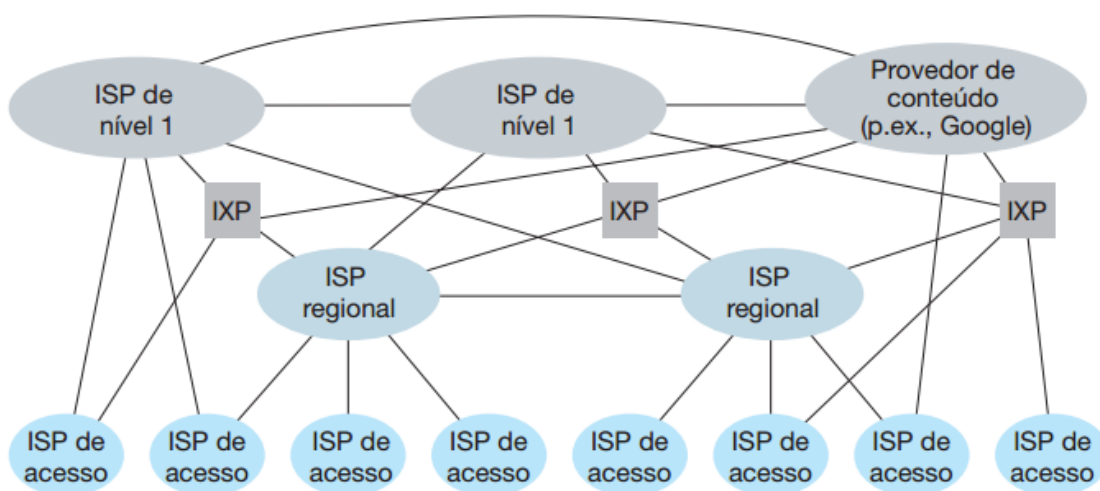 ISP de
nível 1
ISP de
nível 1
Provedor de
conteúdo
(p.ex., Google)
IXP
IXP
IXP
ISP
regional
ISP
regional
ISP de
acesso
ISP de
acesso
ISP de
acesso
ISP de
acesso
ISP de
acesso
ISP de
acesso
ISP de
acesso
ISP de
acesso